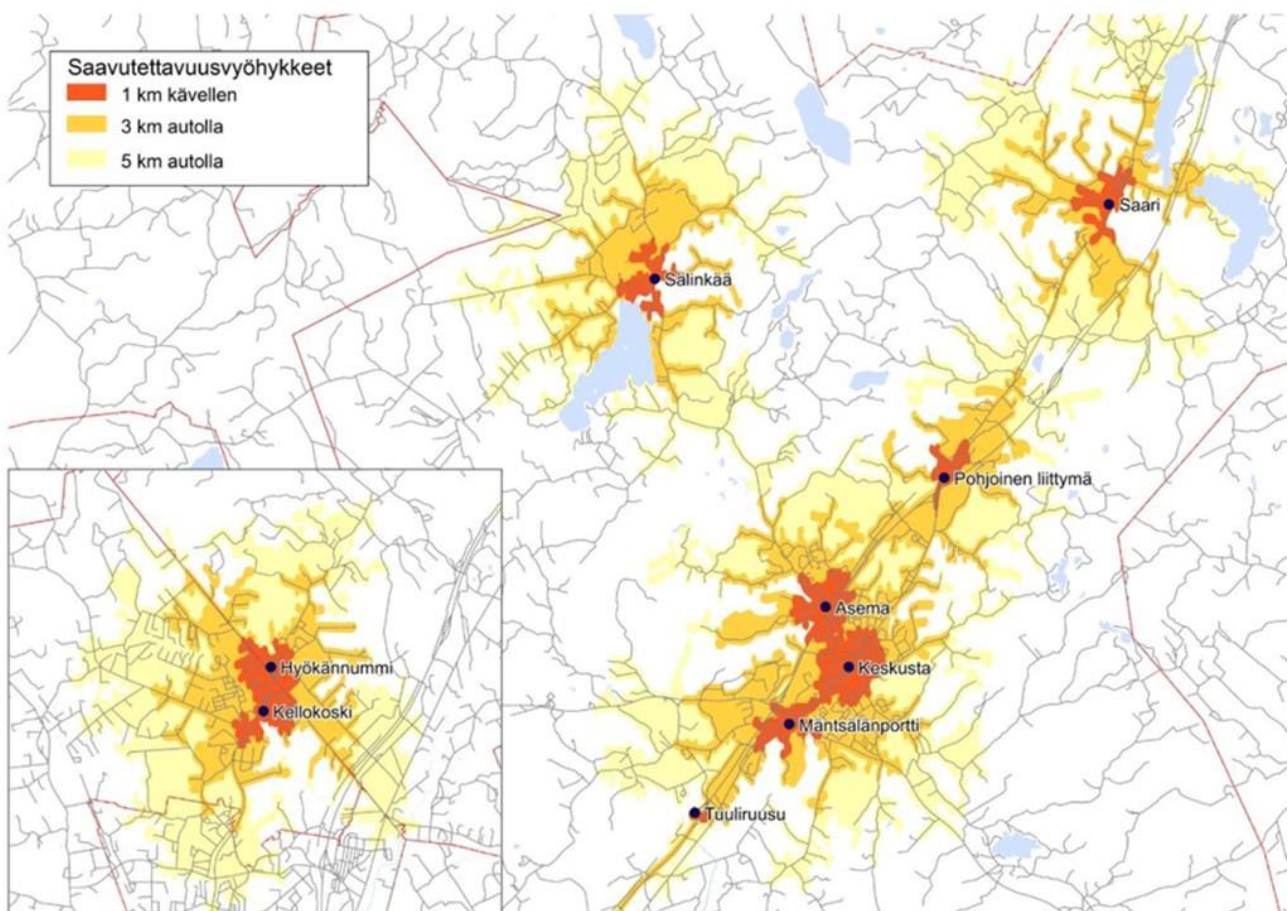 Saavutettavuusvyöhykkeet
1 km kävellen
3 km autolla
5 km autolla
Saari
Sälinkää
Pohjoinen liittymä
Asema
Keskusta
Hyökännummi
Kellokoski
Mäntsälänportti
Tuuliruusu